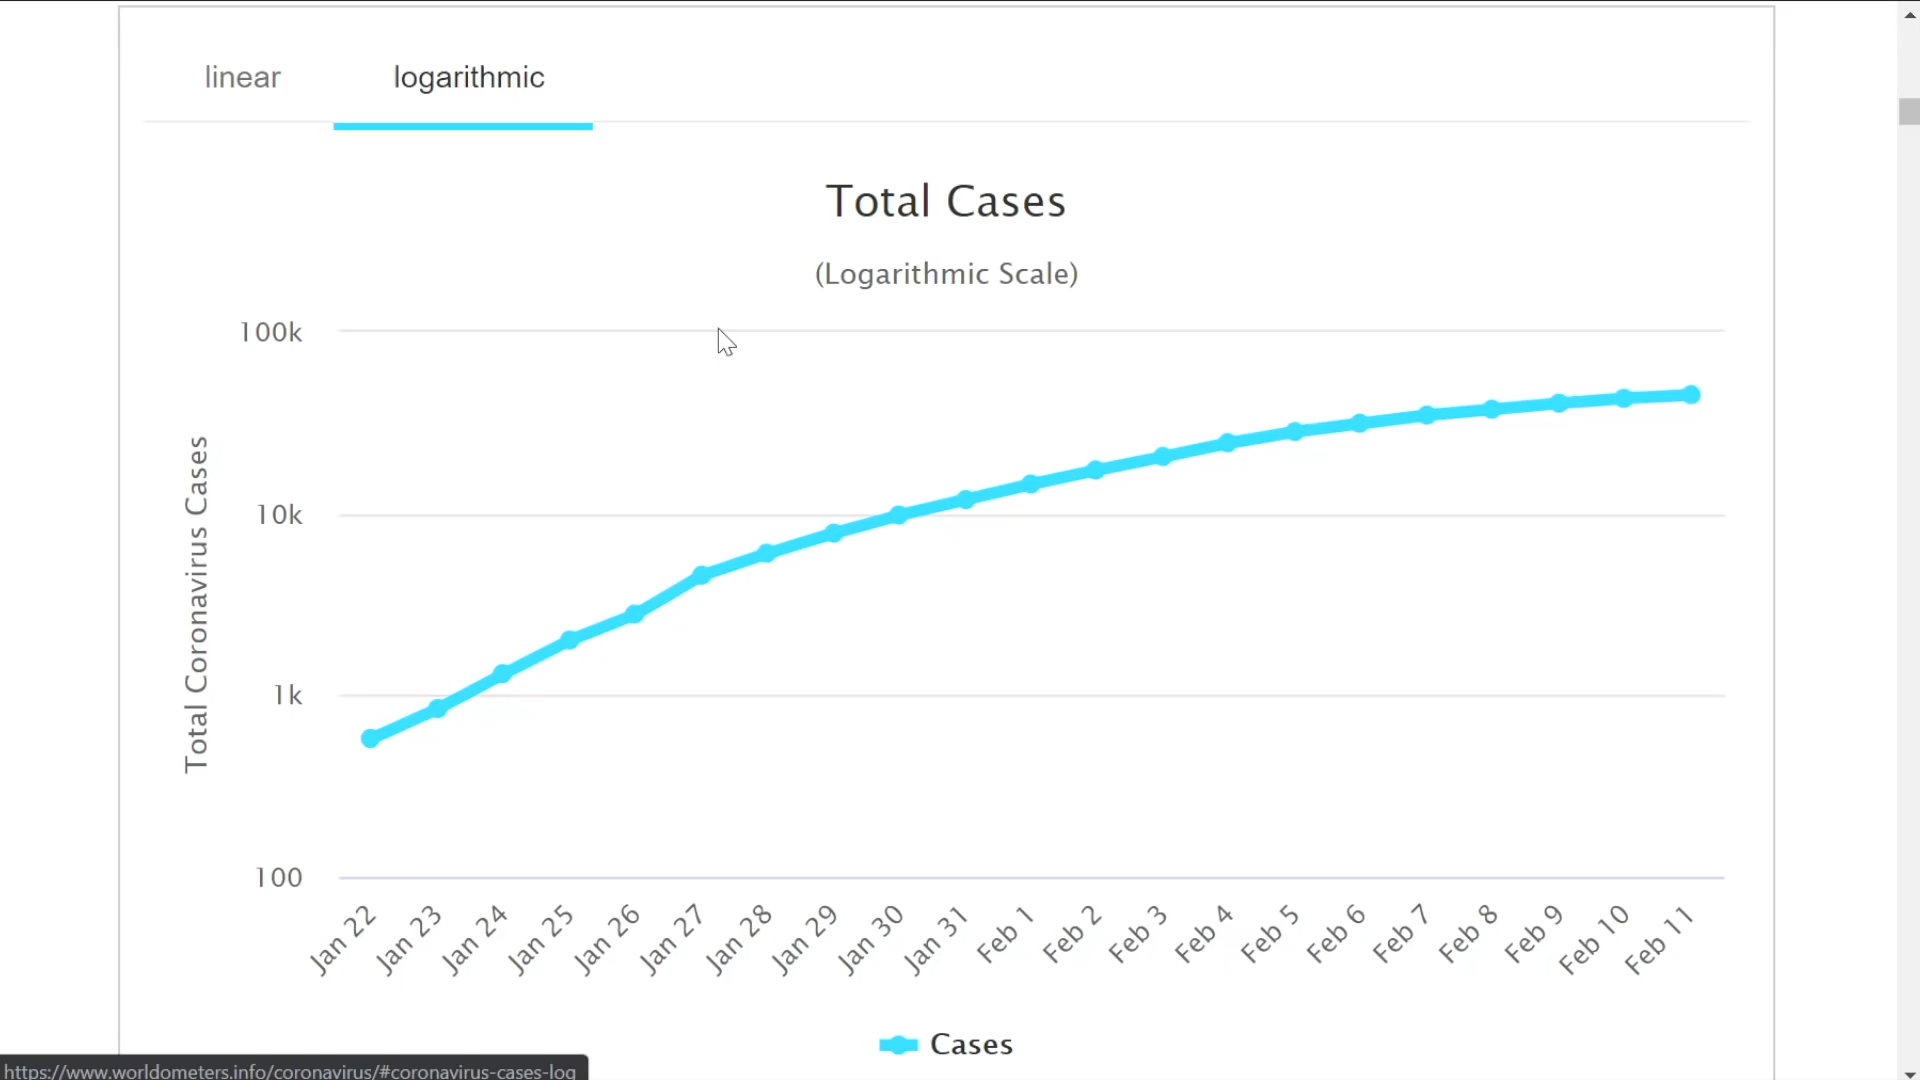 linear
logarithmic
Total Cases
(Logarithmic Scale)
Total Coronavirus Cases
100k
10k
1k
100
Jan 22
Jan 23
Jan 24
Jan 25
Jan 26
Jan 27
Jan 28
Jan 29
Jan 30
Jan 31
Feb 1
Feb 2
Feb 3
Feb 4
Feb 5
Feb 6
Feb 7
Feb 8
Feb 9
Feb 10
Feb 11
Cases
https://www.worldometers.info/coronavirus/#coronavirus-cases-log